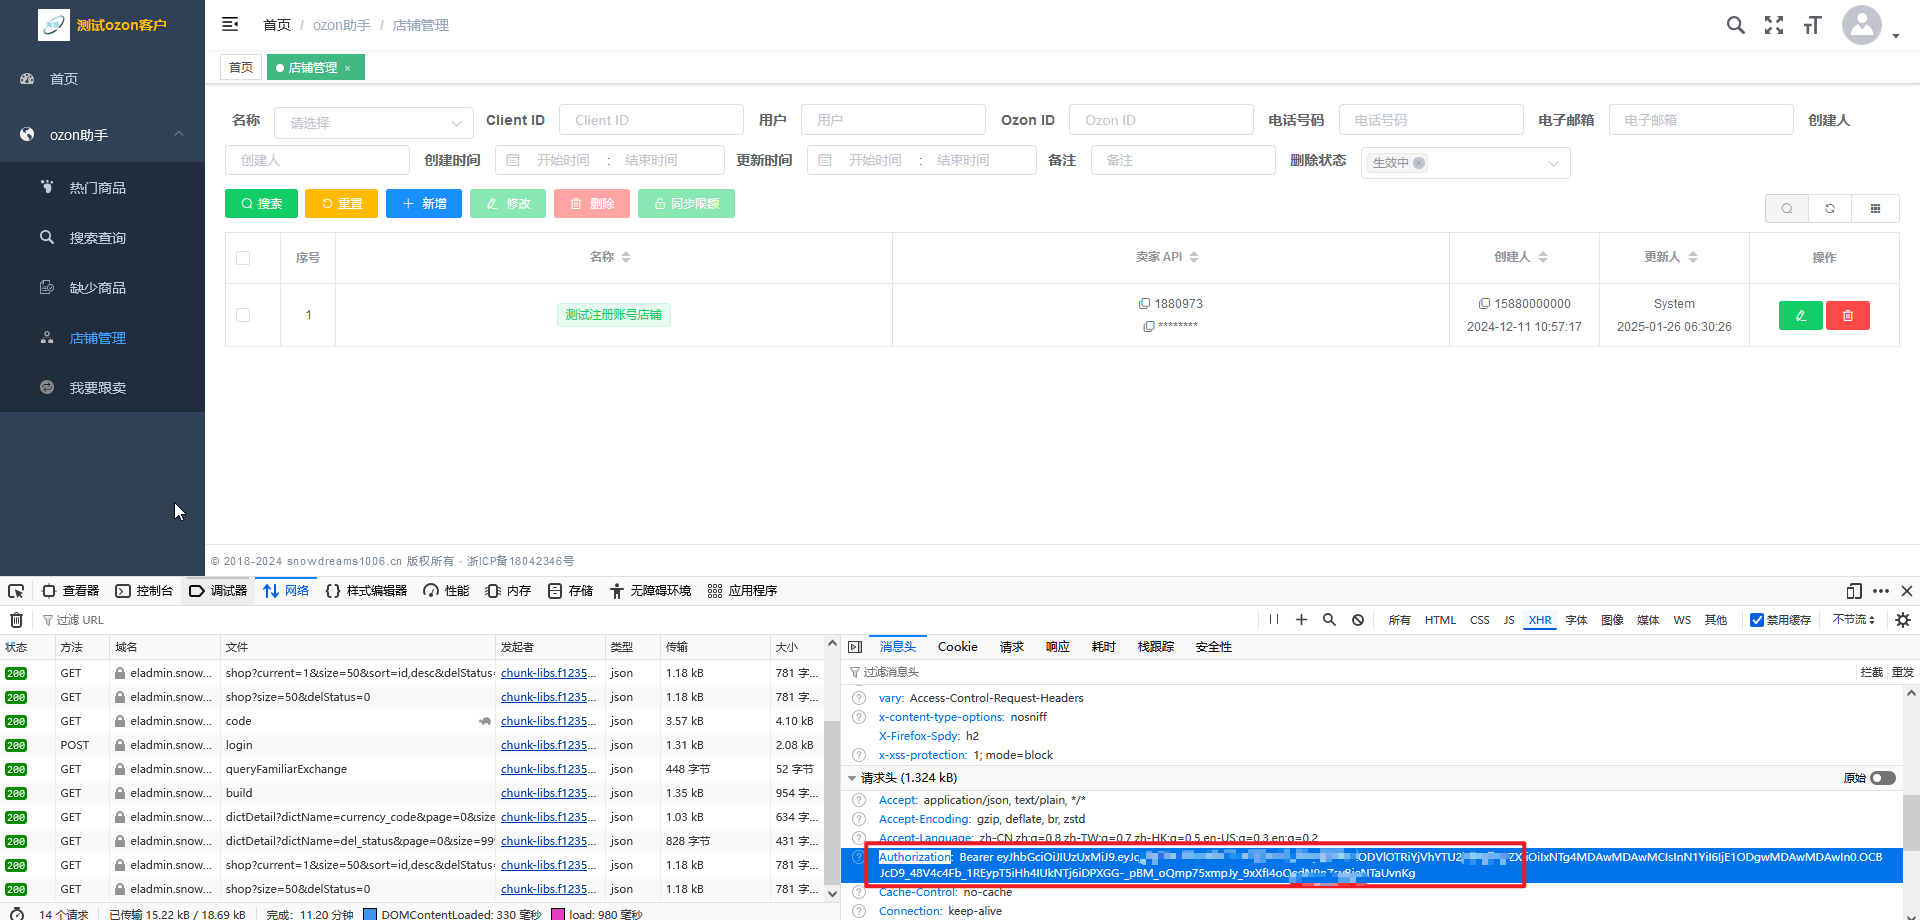 测试ozon客户
首页 / ozon助手 / 店铺管理
首页
ozon助手
热门商品
搜索查询
缺少商品
店铺管理
我要跟卖
首页
店铺管理 ×
名称 请选择 Client ID Client ID 用户 用户 Ozon ID Ozon ID 电话号码 电话号码 电子邮箱 电子邮箱 创建人
创建人 创建时间 开始时间 : 结束时间 更新时间 开始时间 : 结束时间 备注 备注 删除状态 生效中
搜索 重置 新增 修改 删除 同步限额
序号 名称 卖家 API 创建人 更新人 操作
1 测试注册账号店铺 1880973 15880000000 System
******** 2024-12-11 10:57:17 2025-01-26 06:30:26
© 2018-2024 snowdreams1006.cn 版权所有 · 浙ICP备18042346号
查看器 控制台 调试器 网络 样式编辑器 性能 内存 存储 无障碍环境 应用程序
过滤 URL
所有 HTML CSS JS XHR 字体 图像 媒体 WS 其他 禁用缓存 不节流
状态 方法 域名 文件 发起者 类型 传输 大小
200 GET eladmin.snow... shop?current=1&size=50&sort=id,desc&delStatus= chunk-libs.f1235... json 1.18 kB 781 字...
200 GET eladmin.snow... shop?size=50&delStatus=0 chunk-libs.f1235... json 1.18 kB 781 字...
200 GET eladmin.snow... code chunk-libs.f1235... json 3.57 kB 4.10 kB
200 POST eladmin.snow... login chunk-libs.f1235... json 1.31 kB 2.08 kB
200 GET eladmin.snow... queryFamiliarExchange chunk-libs.f1235... json 448 字节 52 字节
200 GET eladmin.snow... build chunk-libs.f1235... json 1.35 kB 954 字...
200 GET eladmin.snow... dictDetail?dictName=currency_code&page=0&size chunk-libs.f1235... json 1.03 kB 634 字...
200 GET eladmin.snow... dictDetail?dictName=del_status&page=0&size=99 chunk-libs.f1235... json 828 字节 431 字...
200 GET eladmin.snow... shop?current=1&size=50&sort=id,desc&delStatus= chunk-libs.f1235... json 1.18 kB 781 字...
200 GET eladmin.snow... shop?size=50&delStatus=0 chunk-libs.f1235... json 1.18 kB 781 字...
14 个请求 已传输 15.22 kB / 18.69 kB 完成：11.20 分钟 DOMContentLoaded: 330 毫秒 load: 980 毫秒
消息头 Cookie 请求 响应 耗时 栈跟踪 安全性
过滤消息头 拦截 重发
vary: Access-Control-Request-Headers
x-content-type-options: nosniff
X-Firefox-Spdy: h2
x-xss-protection: 1; mode=block
请求头 (1.324 kB) 原始
Accept: application/json, text/plain, */*
Accept-Encoding: gzip, deflate, br, zstd
Accept-Language: zh-CN,zh;q=0.8,zh-TW;q=0.7,zh-HK;q=0.5,en-US;q=0.3,en;q=0.2
Authorization: Bearer
Cache-Control: no-cache
Connection: keep-alive